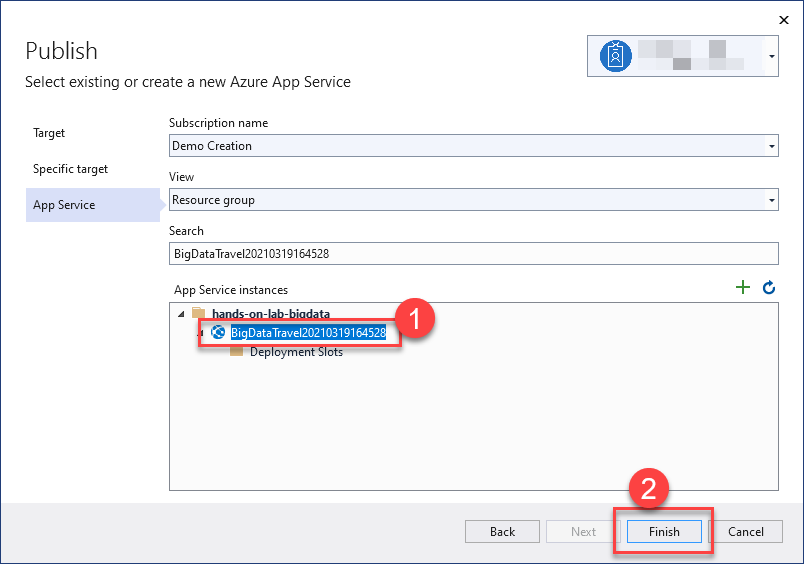 Publish
Select existing or create a new Azure App Service
Target
Specific target
App Service
Subscription name
Demo Creation
View
Resource group
Search
BigDataTravel20210319164528
App Service instances
hands-on-lab-bigdata
BigDataTravel20210319164528
1
Deployment Slots
2
Back
Next
Finish
Cancel